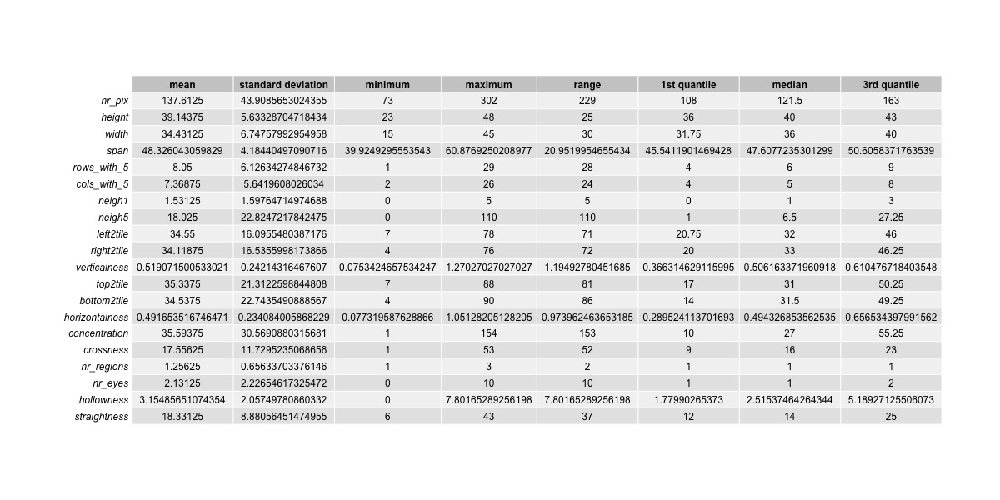 mean standard deviation minimum maximum range 1st quantile median 3rd quantile
nr_pix 137.6125 43.9085653024355 73 302 229 108 121.5 163
height 39.14375 5.63328704718434 23 48 25 36 40 43
width 34.43125 6.74757992954958 15 45 30 31.75 36 40
span 48.326043059829 4.18440497090716 39.9249295553543 60.8769250208977 20.9519954655434 45.5411901469428 47.6077235301299 50.6058371763539
rows_with_5 8.05 6.12634274846732 1 29 28 4 6 9
cols_with_5 7.36875 5.6419608026034 2 26 24 4 5 8
neigh1 1.53125 1.59764714974688 0 5 5 0 1 3
neigh5 18.025 22.8247217842475 0 110 110 1 6.5 27.25
left2tile 34.55 16.0955480387176 7 78 71 20.75 32 46
right2tile 34.11875 16.5355998173866 4 76 72 20 33 46.25
verticalness 0.519071500533021 0.24214316467607 0.0753424657534247 1.27027027027027 1.19492780451685 0.366314629115995 0.506163371960918 0.610476718403548
top2tile 35.3375 21.3122598844808 7 88 81 17 31 50.25
bottom2tile 34.5375 22.7435490888567 4 90 86 14 31.5 49.25
horizontalness 0.491653516746471 0.234084005868229 0.077319587628866 1.05128205128205 0.973962463653185 0.289524113701693 0.494326853562535 0.656534397991562
concentration 35.59375 30.5690880315681 1 154 153 10 27 55.25
crossness 17.55625 11.7295235068656 1 53 52 9 16 23
nr_regions 1.25625 0.65633703376146 1 3 2 1 1 1
nr_eyes 2.13125 2.22654617325472 0 10 10 1 1 2
hollowness 3.15485651074354 2.05749780860332 0 7.80165289256198 7.80165289256198 1.77990265373 2.51537464264344 5.18927125506073
straightness 18.33125 8.88056451474955 6 43 37 12 14 25